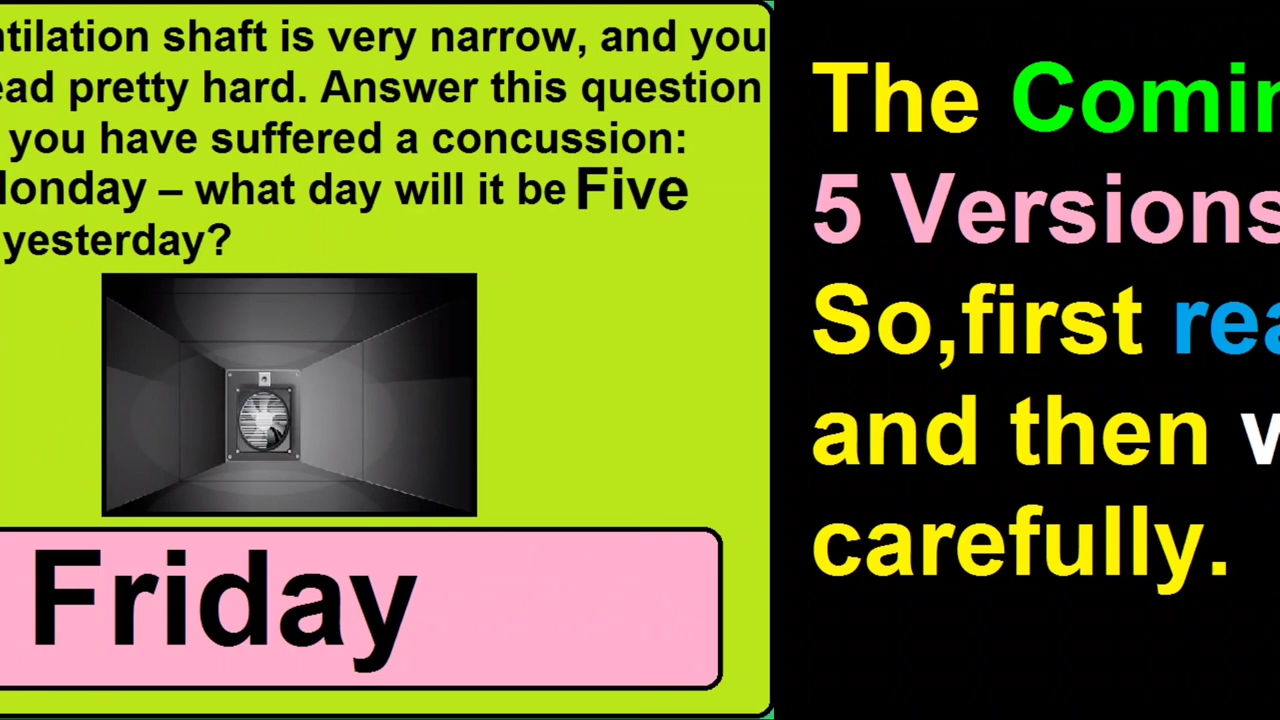 ntilation shaft is very narrow, and you
ead pretty hard. Answer this question
you have suffered a concussion:
onday – what day will it be Five
yesterday?
Friday
The Comin
5 Versions
So,first rea
and then
carefully.